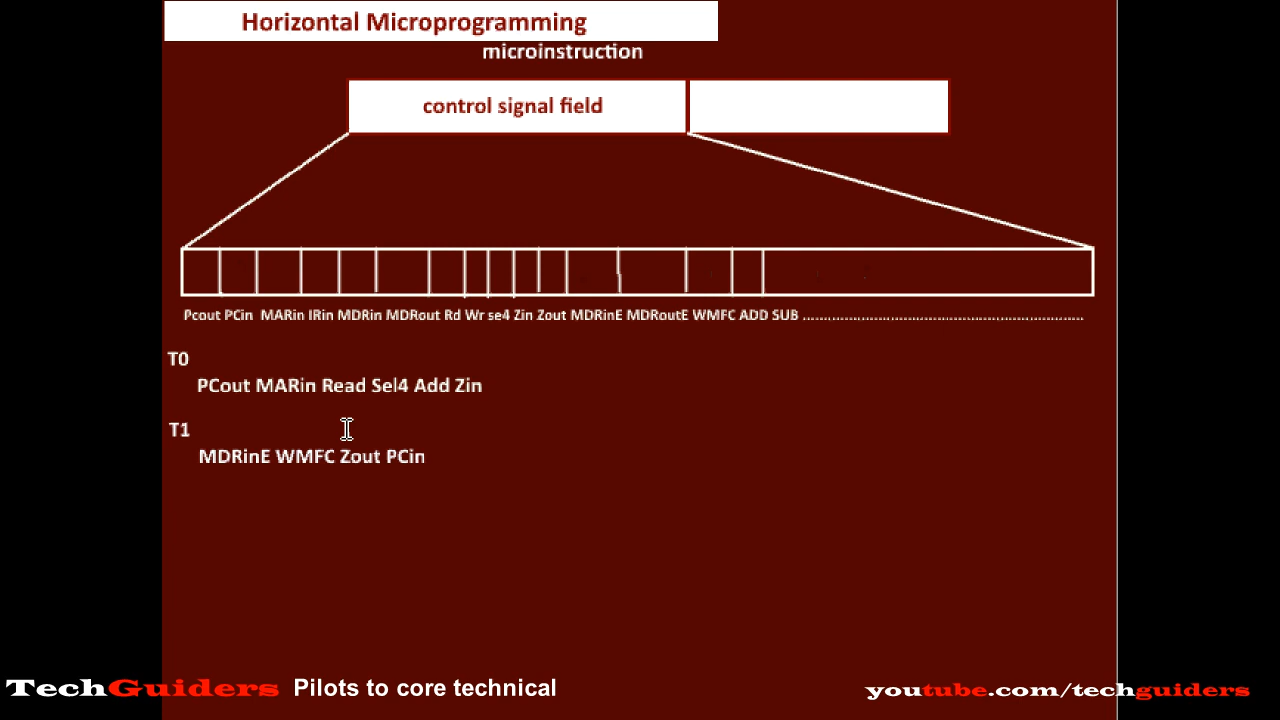 Horizontal Microprogramming
microinstruction
control signal field
Pcout PCin MARin IRin MDRin MDRout Rd Wr se4 Zin Zout MDRinE MDRoutE WMFC ADD SUB ................................................................................
T0
PCout MARin Read Sel4 Add Zin
T1
MDRinE WMFC Zout PCin
TechGuiders Pilots to core technical
youtube.com/techguiders